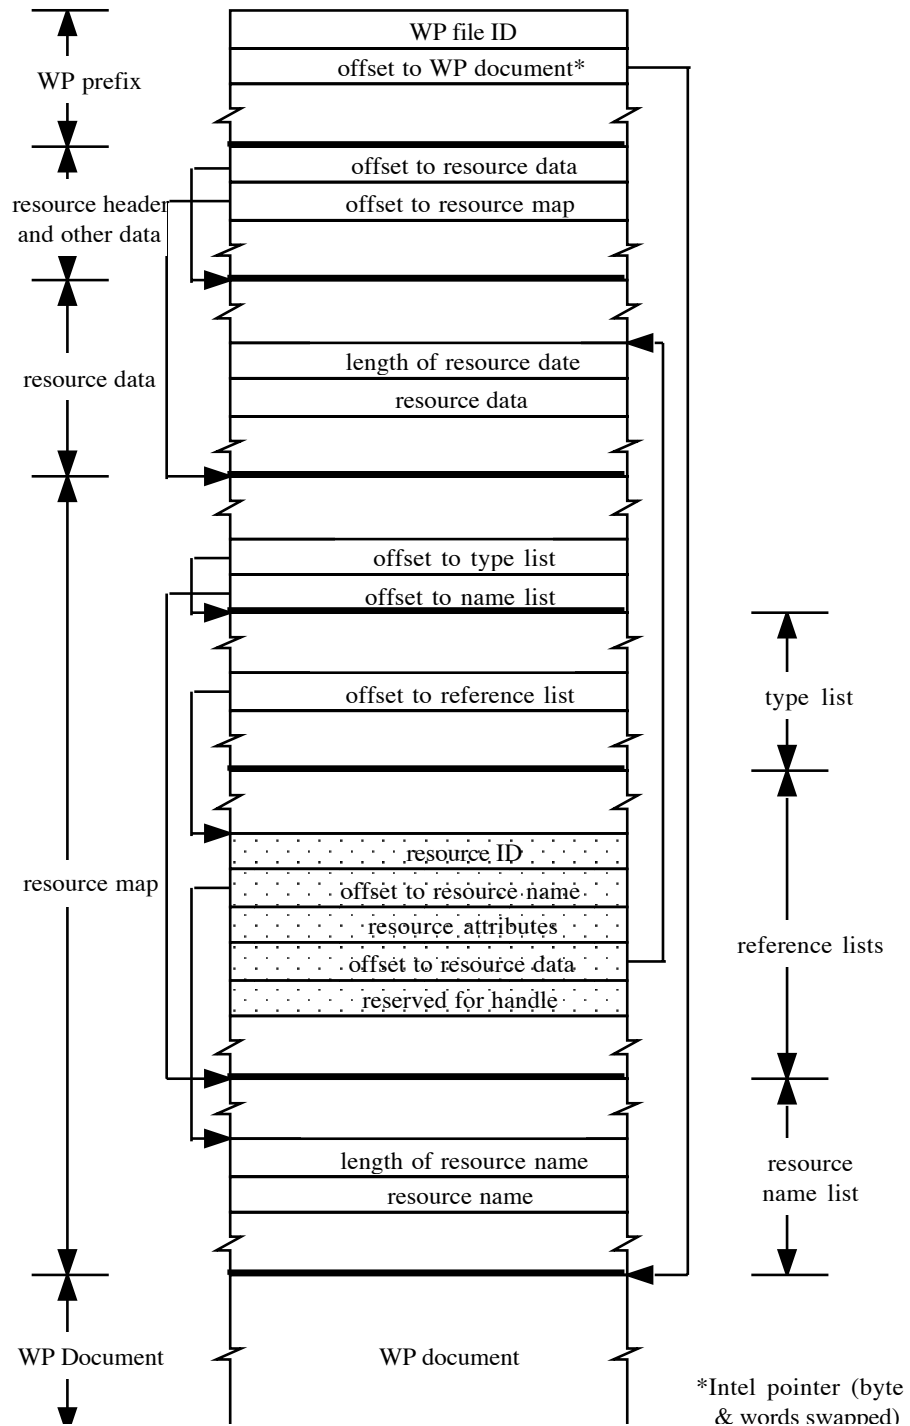 WP file ID
offset to WP document*
WP prefix
offset to resource data
resource header
and other data
offset to resource map
length of resource date
resource data
resource data
offset to type list
offset to name list
offset to reference list
type list
resource ID
resource map
offset to resource name
resource attributes
reference lists
offset to resource data
reserved for handle
length of resource name
resource
name list
resource name
WP Document
WP document
*Intel pointer (byte
& words swapped)